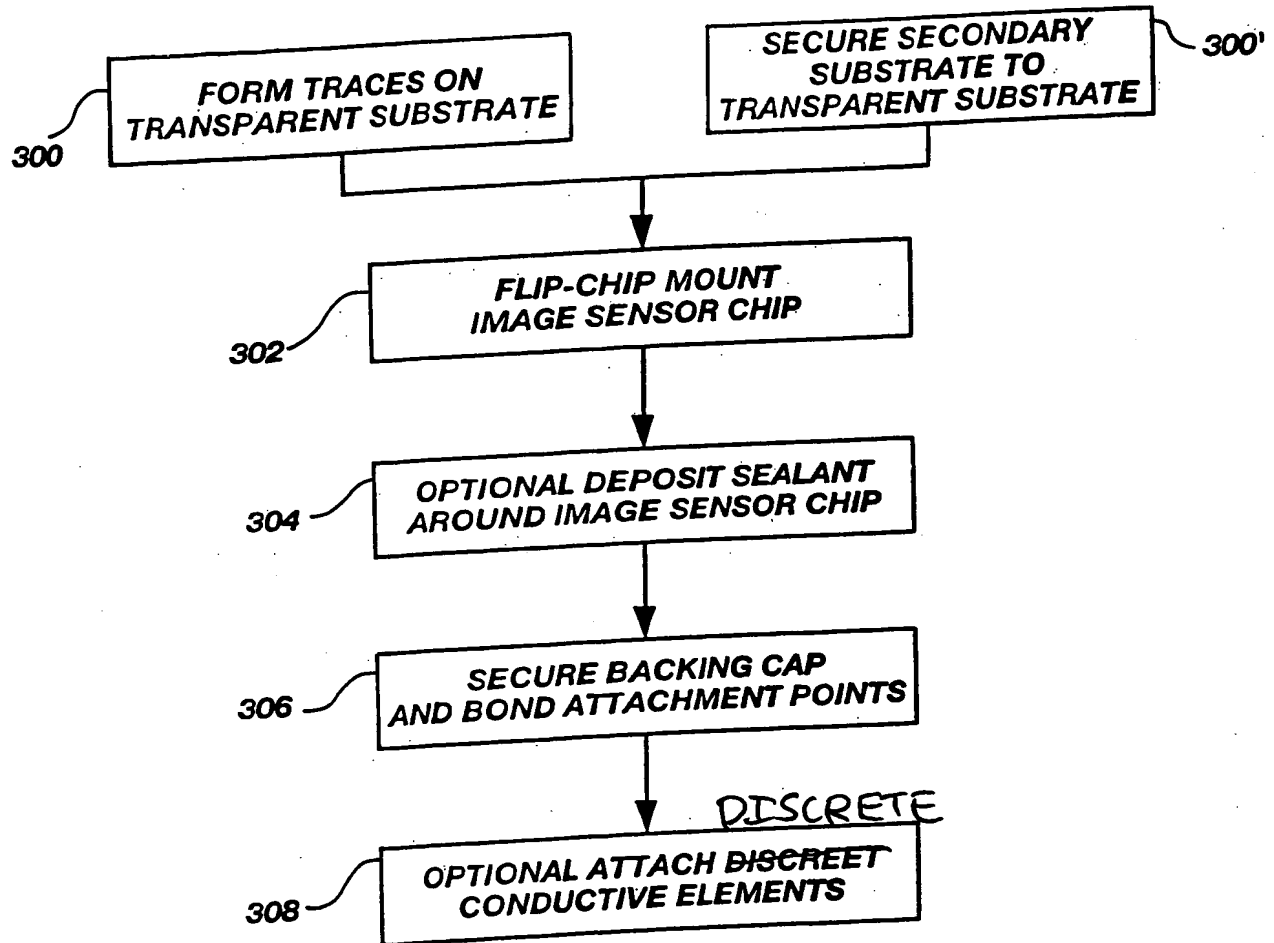 FORM TRACES ON
TRANSPARENT SUBSTRATE
300
SECURE SECONDARY
SUBSTRATE TO
TRANSPARENT SUBSTRATE
300'
FLIP-CHIP MOUNT
IMAGE SENSOR CHIP
302
OPTIONAL DEPOSIT SEALANT
AROUND IMAGE SENSOR CHIP
304
SECURE BACKING CAP
AND BOND ATTACHMENT POINTS
306
DISCRETE
OPTIONAL ATTACH DISCREET
CONDUCTIVE ELEMENTS
308